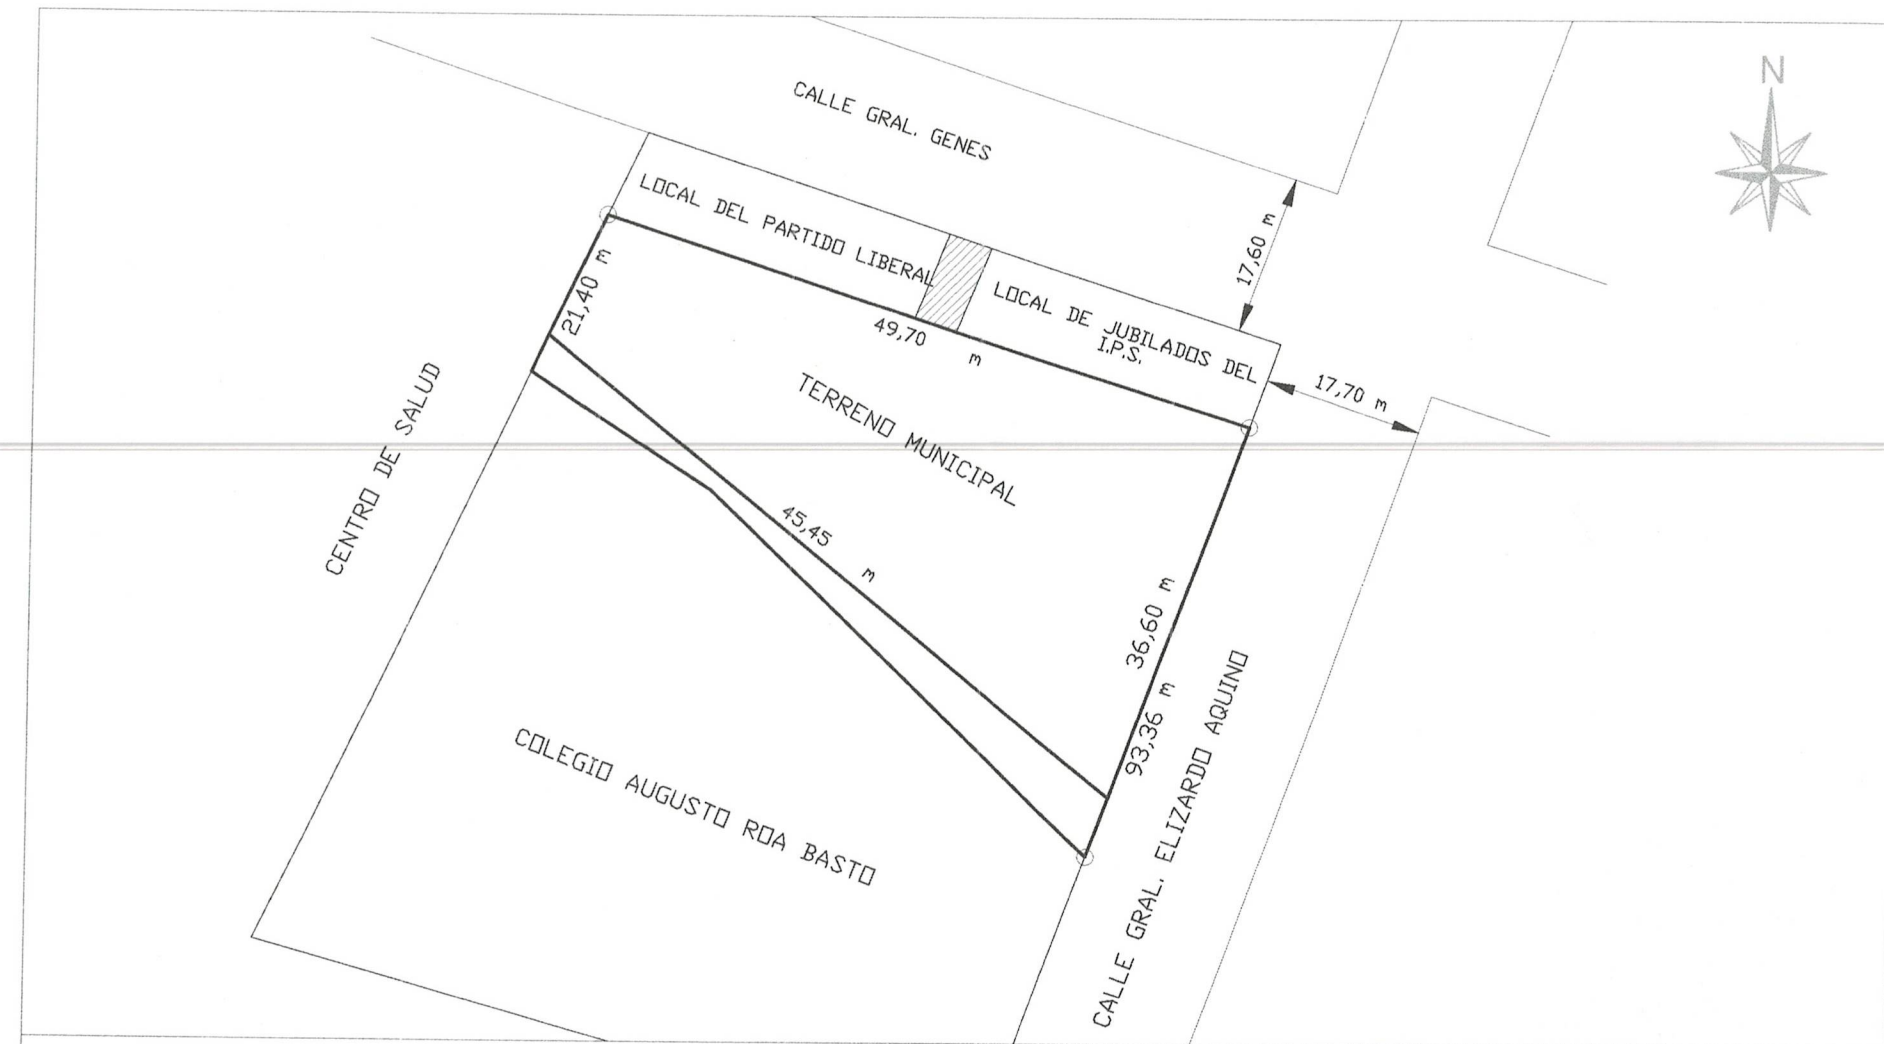 N
CALLE GRAL. GENES
LOCAL DEL PARTIDO LIBERAL
17,60 m
LOCAL DE JUBILADOS DEL
I.P.S.
21,40 m
49,70 m
17,70 m
TERRENO MUNICIPAL
CENTRO DE SALUD
45,45 m
36,60 m
93,36 m
CALLE GRAL. ELIZARDO AQUINO
COLEGIO AUGUSTO ROA BASTO